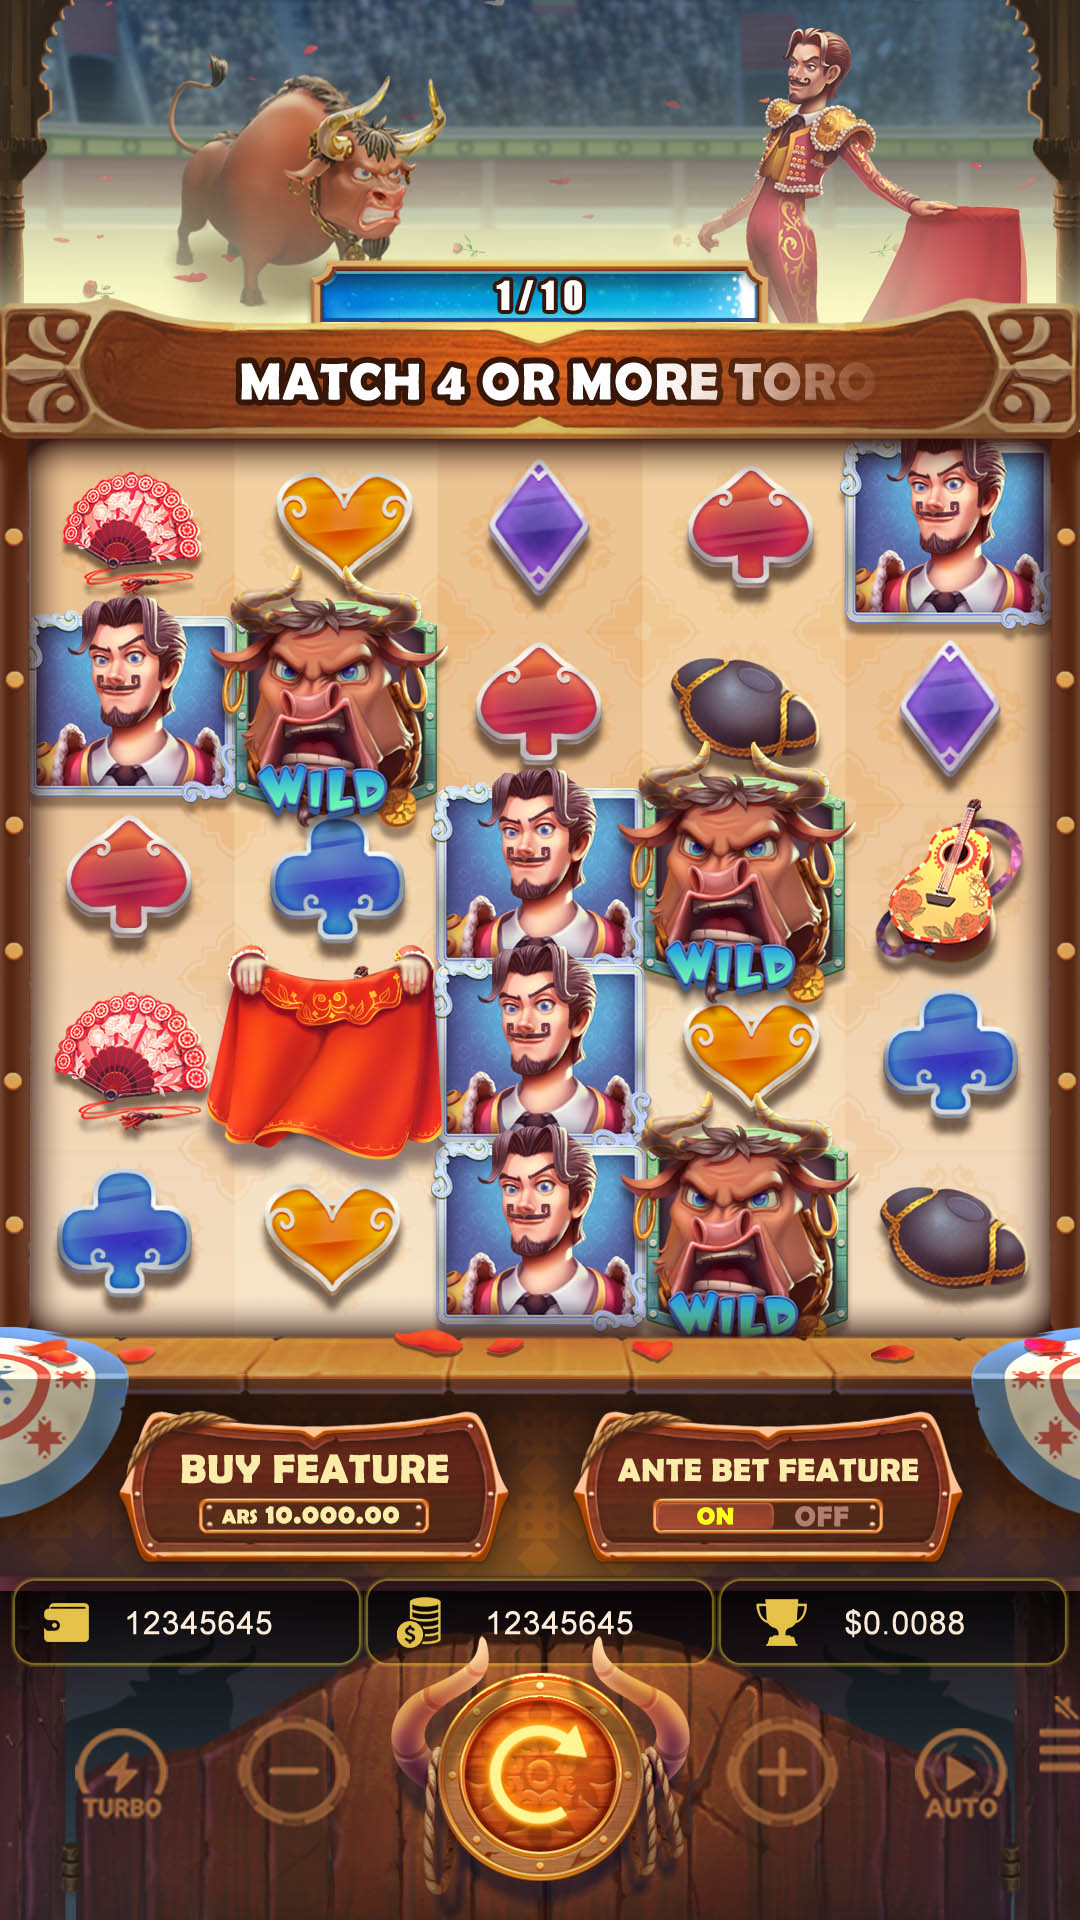 1/10
MATCH 4 OR MORE TORO
WILD
WILD
WILD
BUY FEATURE
ARS 10.000.00
ANTE BET FEATURE
ON OFF
12345645
12345645
$0.0088
TURBO
AUTO